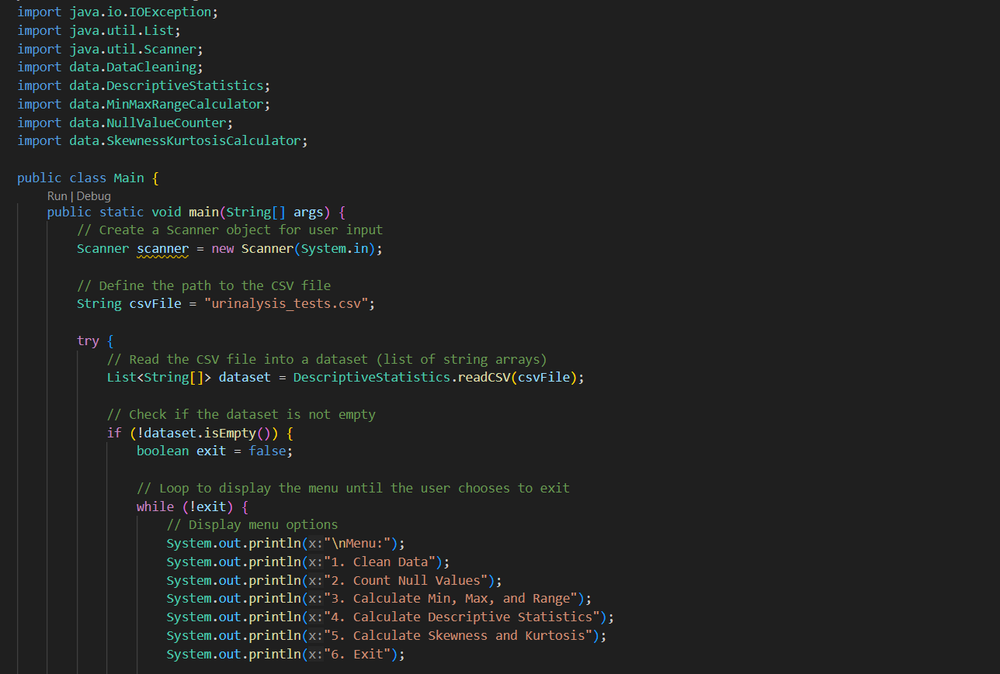 import java.io.IOException;
import java.util.List;
import java.util.Scanner;
import data.DataCleaning;
import data.DescriptiveStatistics;
import data.MinMaxRangeCalculator;
import data.NullValueCounter;
import data.SkewnessKurtosisCalculator;

public class Main {
    Run | Debug
    public static void main(String[] args) {
        // Create a Scanner object for user input
        Scanner scanner = new Scanner(System.in);

        // Define the path to the CSV file
        String csvFile = "urinalysis_tests.csv";

        try {
            // Read the CSV file into a dataset (list of string arrays)
            List<String[]> dataset = DescriptiveStatistics.readCSV(csvFile);

            // Check if the dataset is not empty
            if (!dataset.isEmpty()) {
                boolean exit = false;

                // Loop to display the menu until the user chooses to exit
                while (!exit) {
                    // Display menu options
                    System.out.println(x:"\nMenu:");
                    System.out.println(x:"1. Clean Data");
                    System.out.println(x:"2. Count Null Values");
                    System.out.println(x:"3. Calculate Min, Max, and Range");
                    System.out.println(x:"4. Calculate Descriptive Statistics");
                    System.out.println(x:"5. Calculate Skewness and Kurtosis");
                    System.out.println(x:"6. Exit");